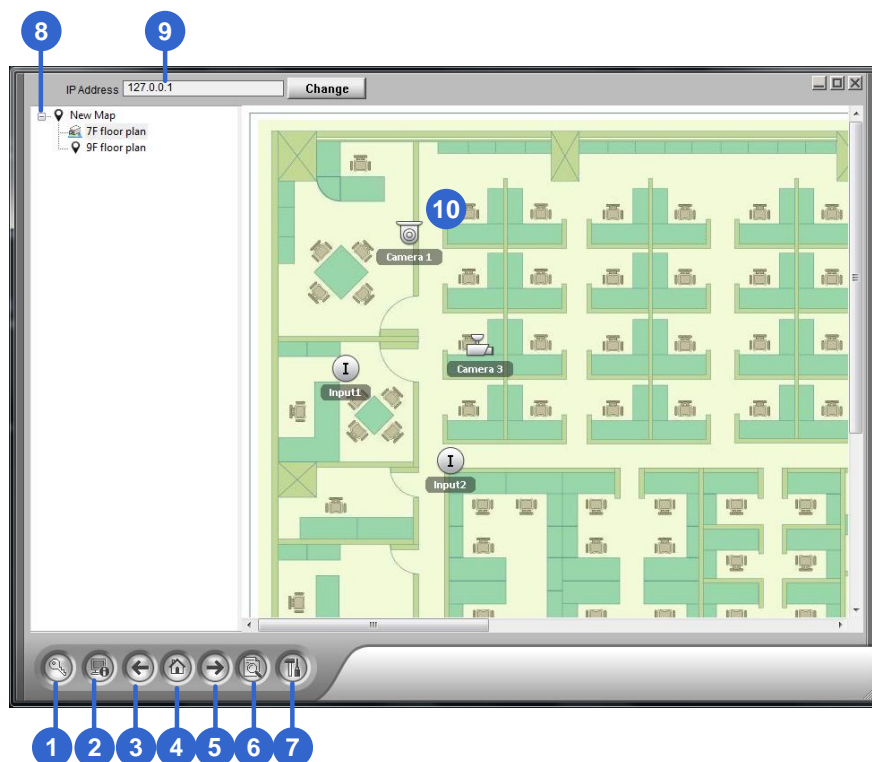 8 9
IP Address 127.0.0.1 Change
New Map
7F floor plan
9F floor plan
10
Camera 1
Camera 3
I
Input1
I
Input2
1 2 3 4 5 6 7